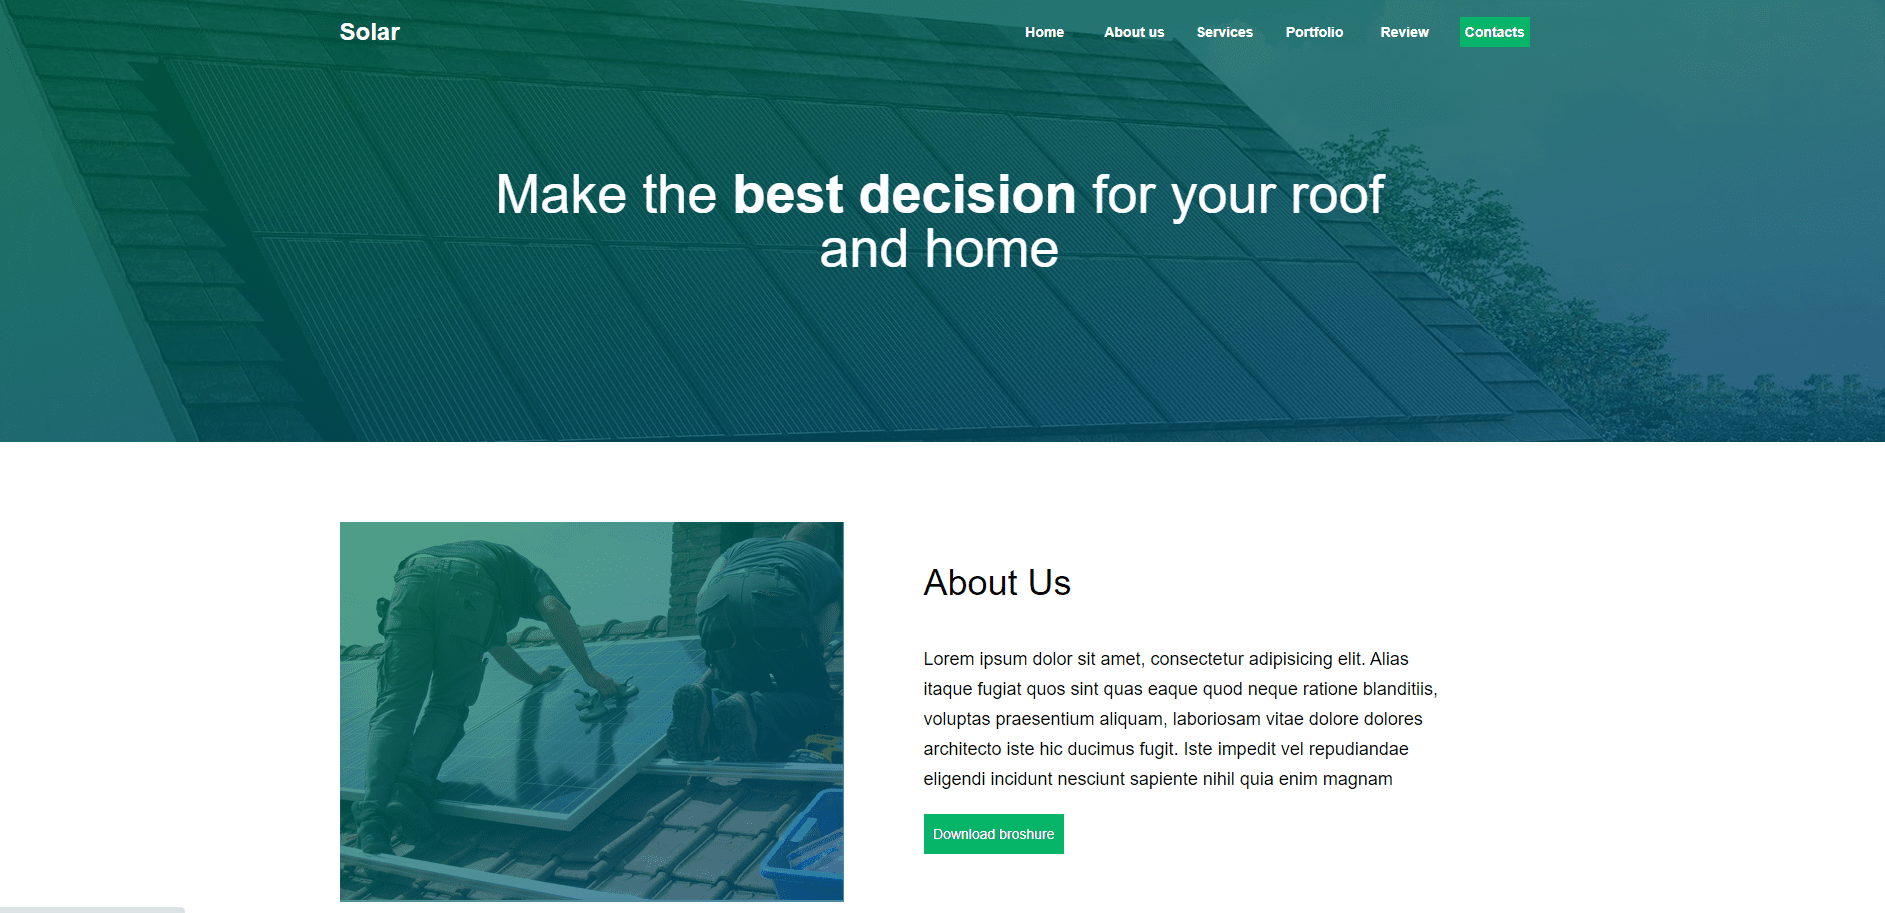 Solar
Home About us Services Portfolio Review Contacts
Make the best decision for your roof
and home
About Us
Lorem ipsum dolor sit amet, consectetur adipisicing elit. Alias
itaque fugiat quos sint quas eaque quod neque ratione blanditiis,
voluptas praesentium aliquam, laboriosam vitae dolore dolores
architecto iste hic ducimus fugit. Iste impedit vel repudiandae
eligendi incidunt nesciunt sapiente nihil quia enim magnam
Download broshure